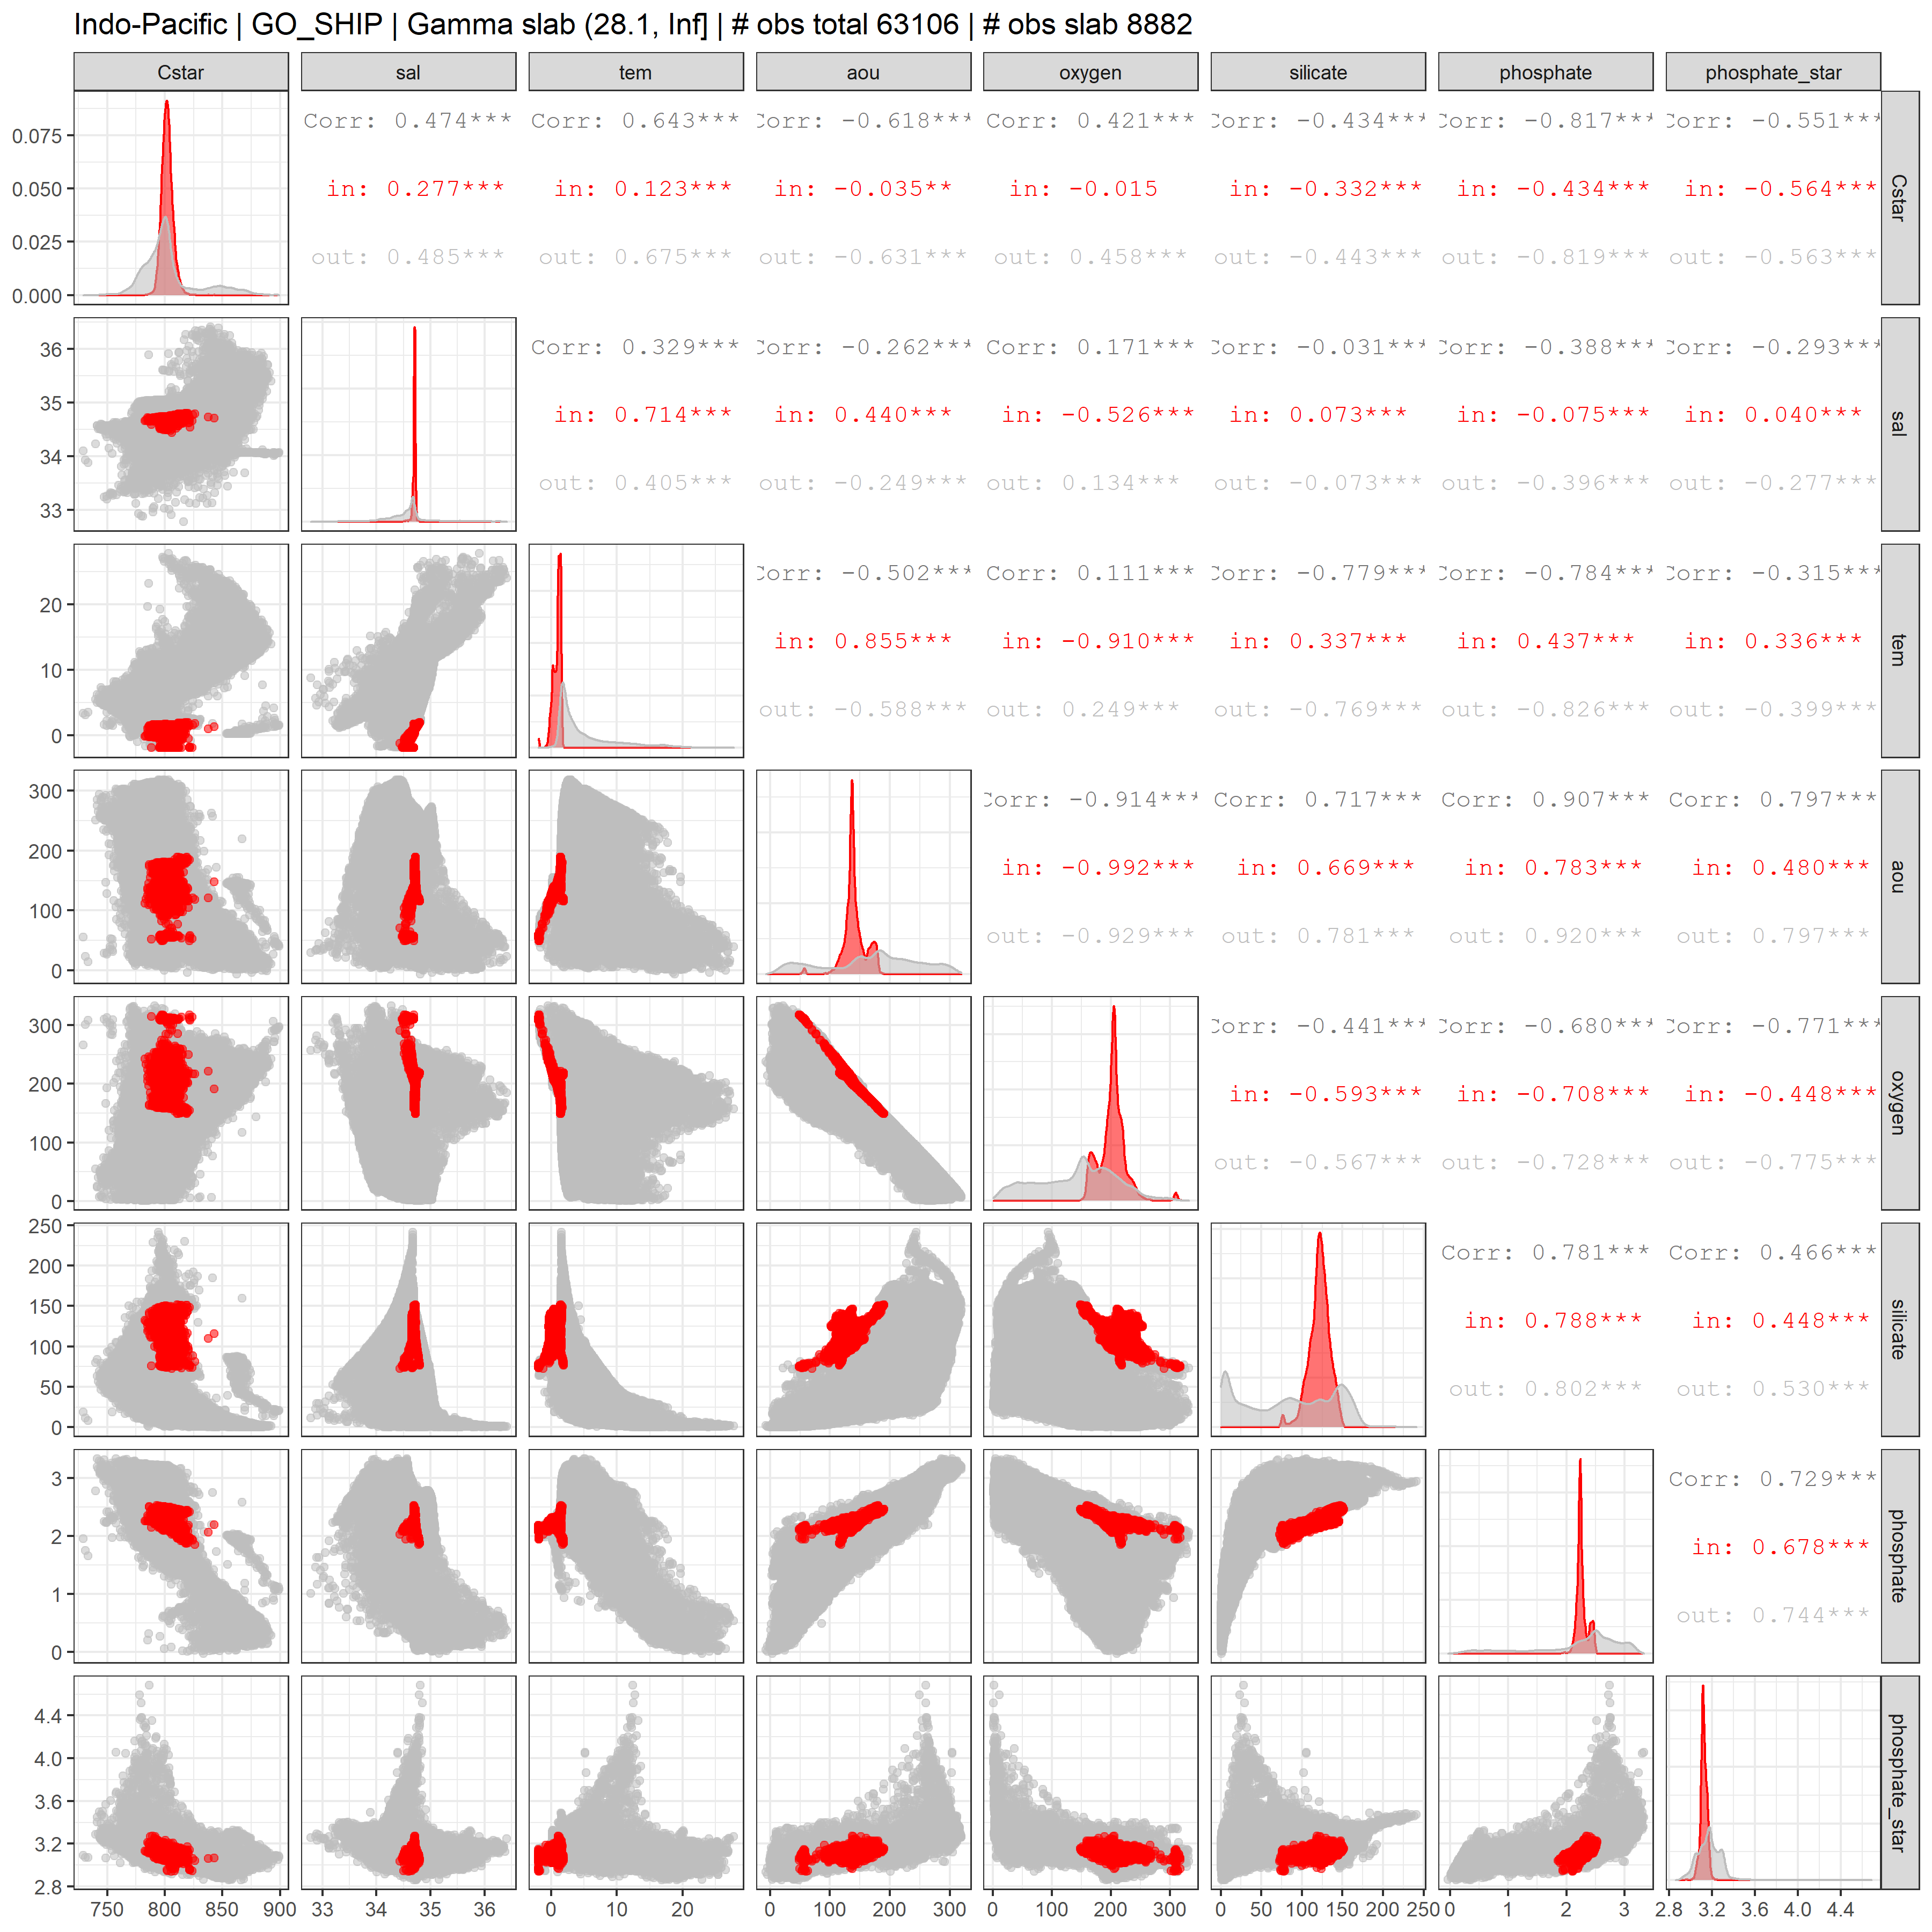 Indo-Pacific | GO_SHIP | Gamma slab (28.1, Inf] | # obs total 63106 | # obs slab 8882
Cstar sal tem aou oxygen silicate phosphate phosphate_star
Corr: 0.474*** Corr: 0.643*** Corr: -0.618*** Corr: 0.421*** Corr: -0.434*** Corr: -0.817*** Corr: -0.551***
in: 0.277*** in: 0.123*** in: -0.035** in: -0.015 in: -0.332*** in: -0.434*** in: -0.564***
out: 0.485*** out: 0.675*** out: -0.631*** out: 0.458*** out: -0.443*** out: -0.819*** out: -0.563***
0.075
0.050
0.025
0.000
Cstar
Corr: 0.329*** Corr: -0.262*** Corr: 0.171*** Corr: -0.031*** Corr: -0.388*** Corr: -0.293***
in: 0.714*** in: 0.440*** in: -0.526*** in: 0.073*** in: -0.075*** in: 0.040***
out: 0.405*** out: -0.249*** out: 0.134*** out: -0.073*** out: -0.396*** out: -0.277***
36
35
34
33
sal
Corr: -0.502*** Corr: 0.111*** Corr: -0.779*** Corr: -0.784*** Corr: -0.315***
in: 0.855*** in: -0.910*** in: 0.337*** in: 0.437*** in: 0.336***
out: -0.588*** out: 0.249*** out: -0.769*** out: -0.826*** out: -0.399***
20
10
0
tem
Corr: -0.914*** Corr: 0.717*** Corr: 0.907*** Corr: 0.797***
in: -0.992*** in: 0.669*** in: 0.783*** in: 0.480***
out: -0.929*** out: 0.781*** out: 0.920*** out: 0.797***
300
200
100
0
aou
Corr: -0.441*** Corr: -0.680*** Corr: -0.771***
in: -0.593*** in: -0.708*** in: -0.448***
out: -0.567*** out: -0.728*** out: -0.775***
300
200
100
0
oxygen
Corr: 0.781*** Corr: 0.466***
in: 0.788*** in: 0.448***
out: 0.802*** out: 0.530***
250
200
150
100
50
0
silicate
Corr: 0.729***
in: 0.678***
out: 0.744***
3
2
1
0
phosphate
4.4
4.0
3.6
3.2
2.8
phosphate_star
750 800 850 900 33 34 35 36 0 10 20 0 100 200 300 0 100 200 300 0 50 100 150 200 250 0 1 2 3 2.8 3.2 3.6 4.0 4.4